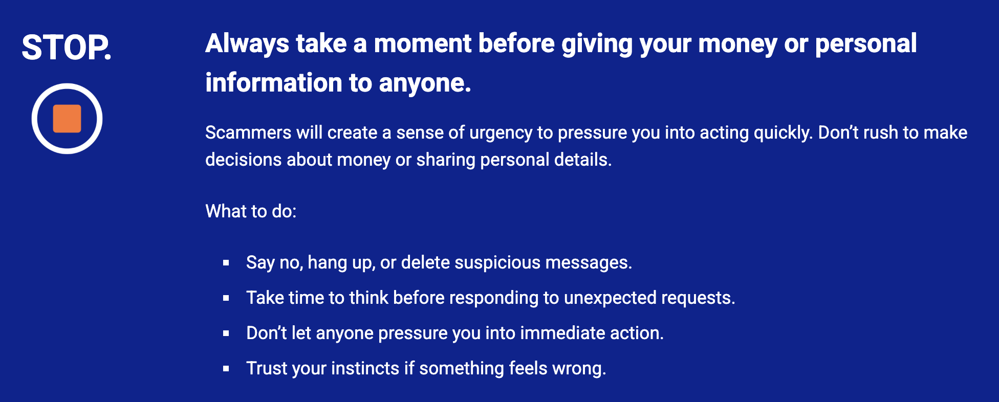 STOP.
Always take a moment before giving your money or personal
information to anyone.
Scammers will create a sense of urgency to pressure you into acting quickly. Don’t rush to make
decisions about money or sharing personal details.
What to do:
Say no, hang up, or delete suspicious messages.
Take time to think before responding to unexpected requests.
Don’t let anyone pressure you into immediate action.
Trust your instincts if something feels wrong.